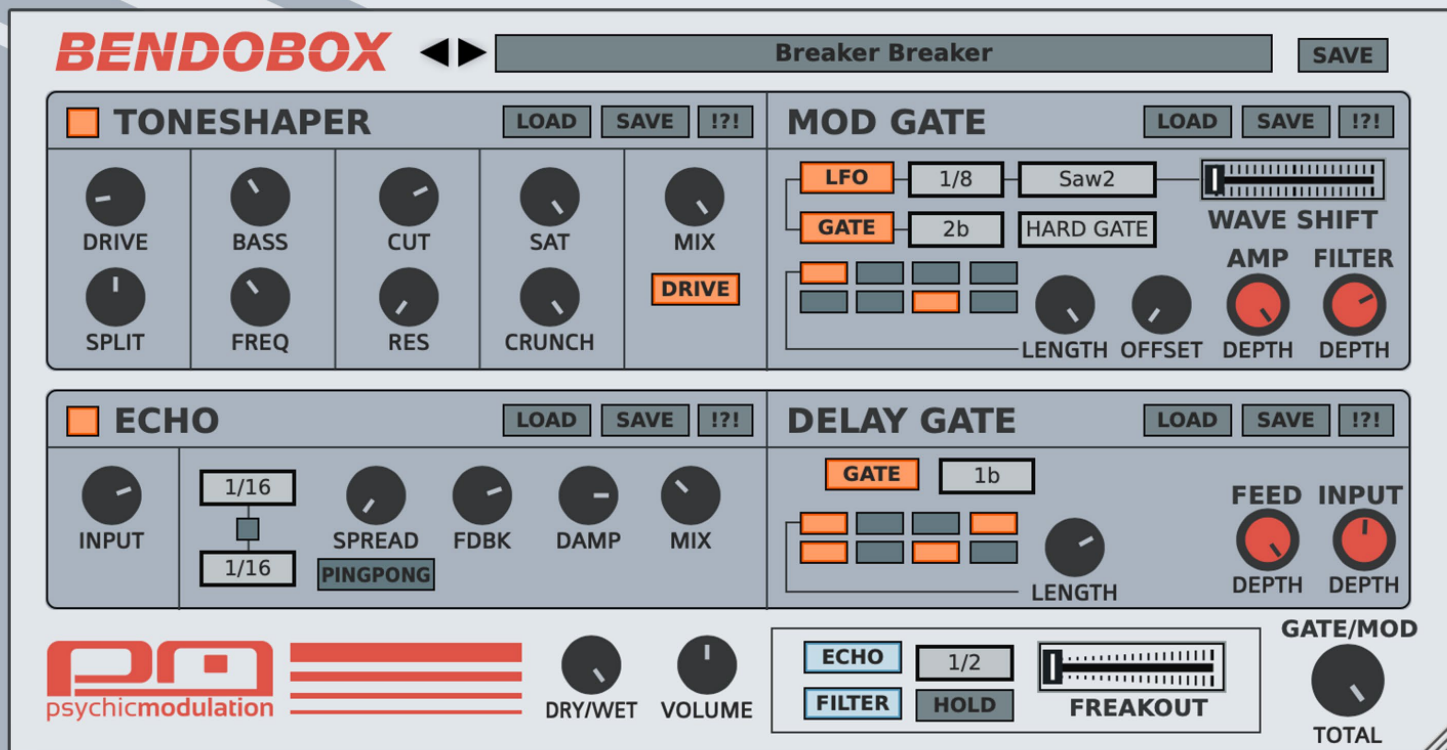 BENDOBOX Breaker Breaker SAVE
TONESHAPER LOAD SAVE !?!
DRIVE BASS CUT SAT MIX
DRIVE
SPLIT FREQ RES CRUNCH
MOD GATE LOAD SAVE !?!
LFO 1/8 Saw2
WAVE SHIFT
GATE 2b HARD GATE
AMP FILTER
LENGTH OFFSET DEPTH DEPTH
ECHO LOAD SAVE !?!
1/16
INPUT SPREAD FDBK DAMP MIX
1/16 PINGPONG
DELAY GATE LOAD SAVE !?!
GATE 1b
FEED INPUT
LENGTH DEPTH DEPTH
PM
psychicmodulation
DRY/WET VOLUME
ECHO 1/2
FILTER HOLD FREAKOUT
GATE/MOD
TOTAL